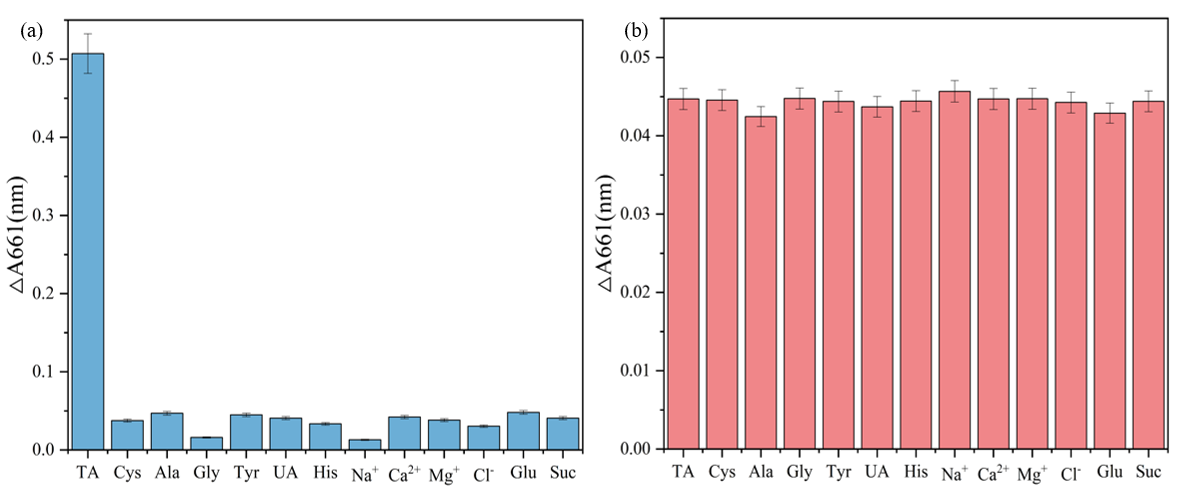 (a)
△A661(nm)
0.5
0.4
0.3
0.2
0.1
0.0
TA Cys Ala Gly Tyr UA His Na⁺ Ca²⁺ Mg⁺ Cl⁻ Glu Suc
(b)
△A661(nm)
0.05
0.04
0.03
0.02
0.01
0.00
TA Cys Ala Gly Tyr UA His Na⁺ Ca²⁺ Mg⁺ Cl⁻ Glu Suc